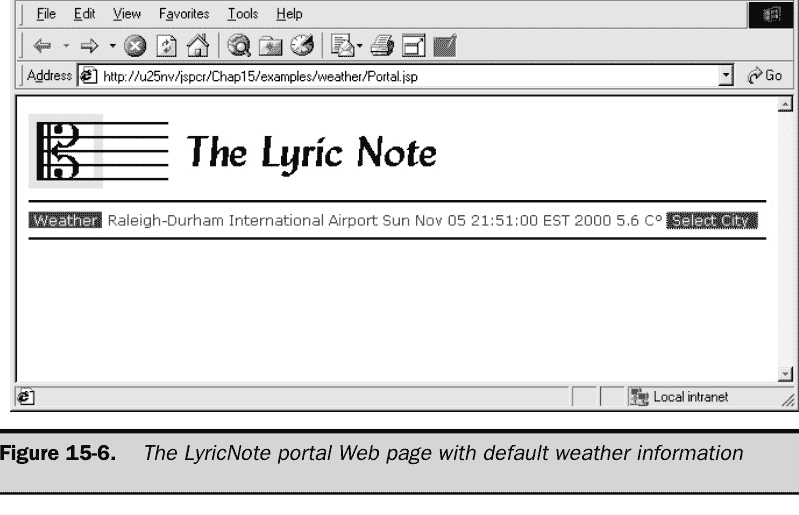 File Edit View Favorites Tools Help
Address http://u25nv/jspcr/Chap15/examples/weather/Portal.jsp Go
The Lyric Note
Weather Raleigh-Durham International Airport Sun Nov 05 21:51:00 EST 2000 5.6 Cº Select City
Local intranet
Figure 15-6. The LyricNote portal Web page with default weather information